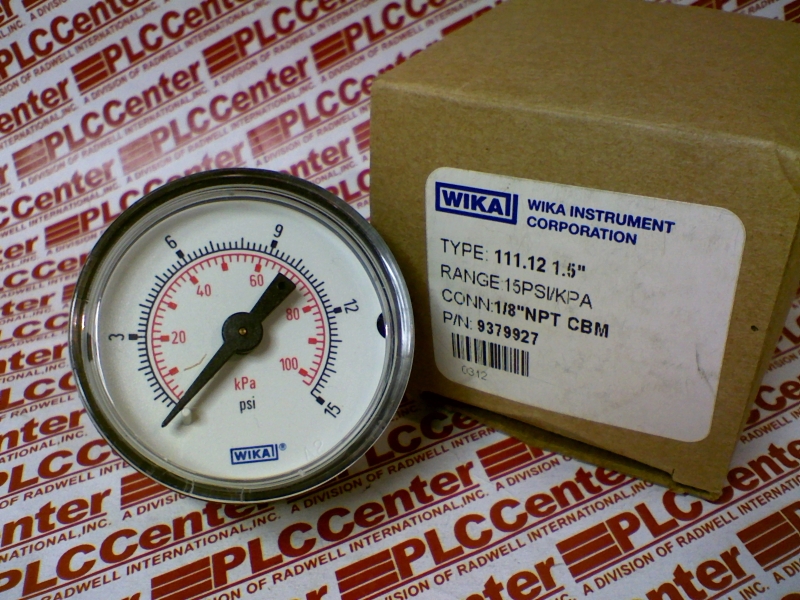 PLCCenter
A DIVISION OF RADWELL INTERNATIONAL, INC.
WIKA
WIKA INSTRUMENT
CORPORATION
TYPE: 111.12 1.5"
RANGE:15PSI/KPA
CONN:1/8"NPT CBM
P/N: 9379927
0312
3
6
9
12
15
20
40
60
80
100
kPa
psi
WIKA®